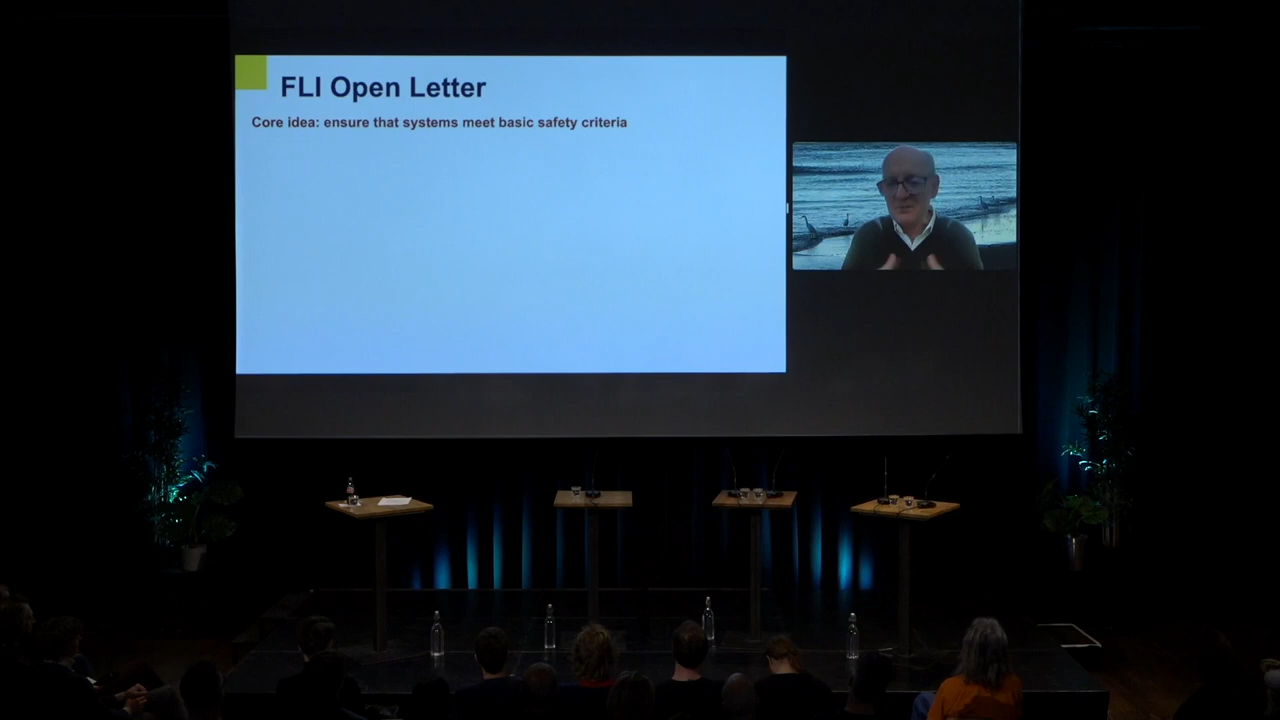 FLI Open Letter
Core idea: ensure that systems meet basic safety criteria